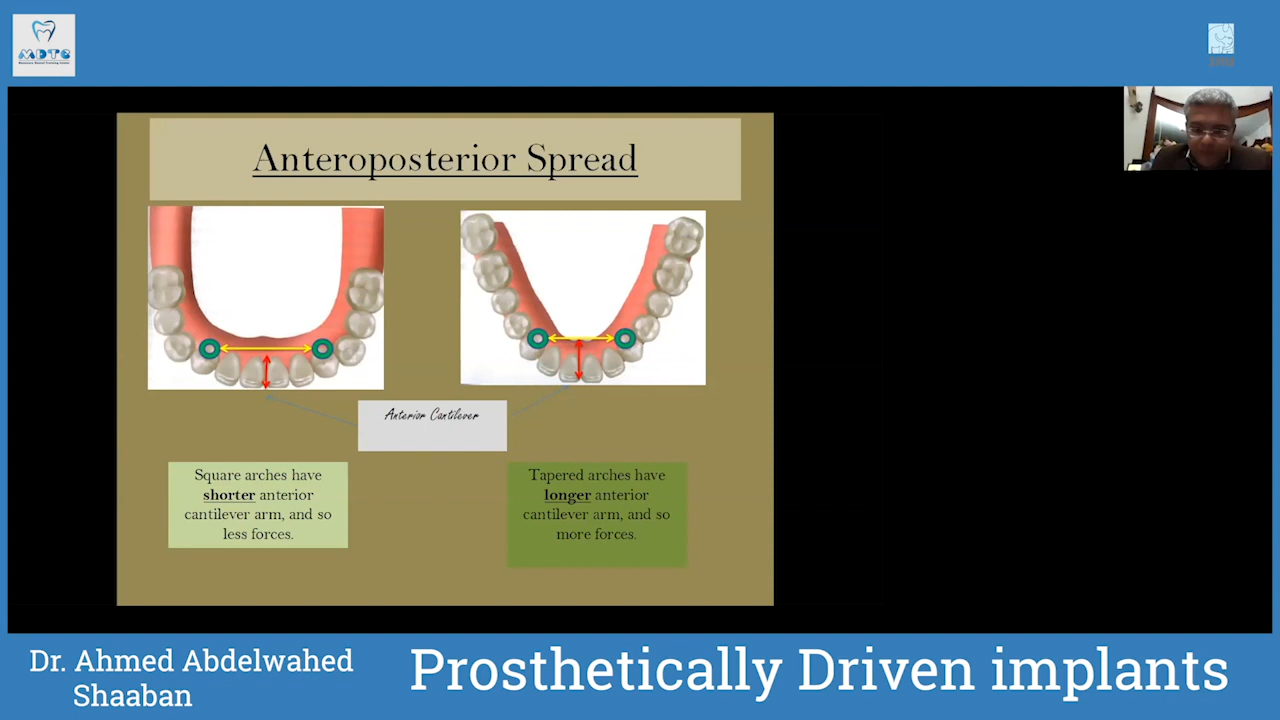 MDTC
Anteroposterior Spread
Anterior Cantilever
Square arches have
shorter anterior
cantilever arm, and so
less forces.
Tapered arches have
longer anterior
cantilever arm, and so
more forces.
Dr. Ahmed Abdelwahed
Shaaban
Prosthetically Driven implants